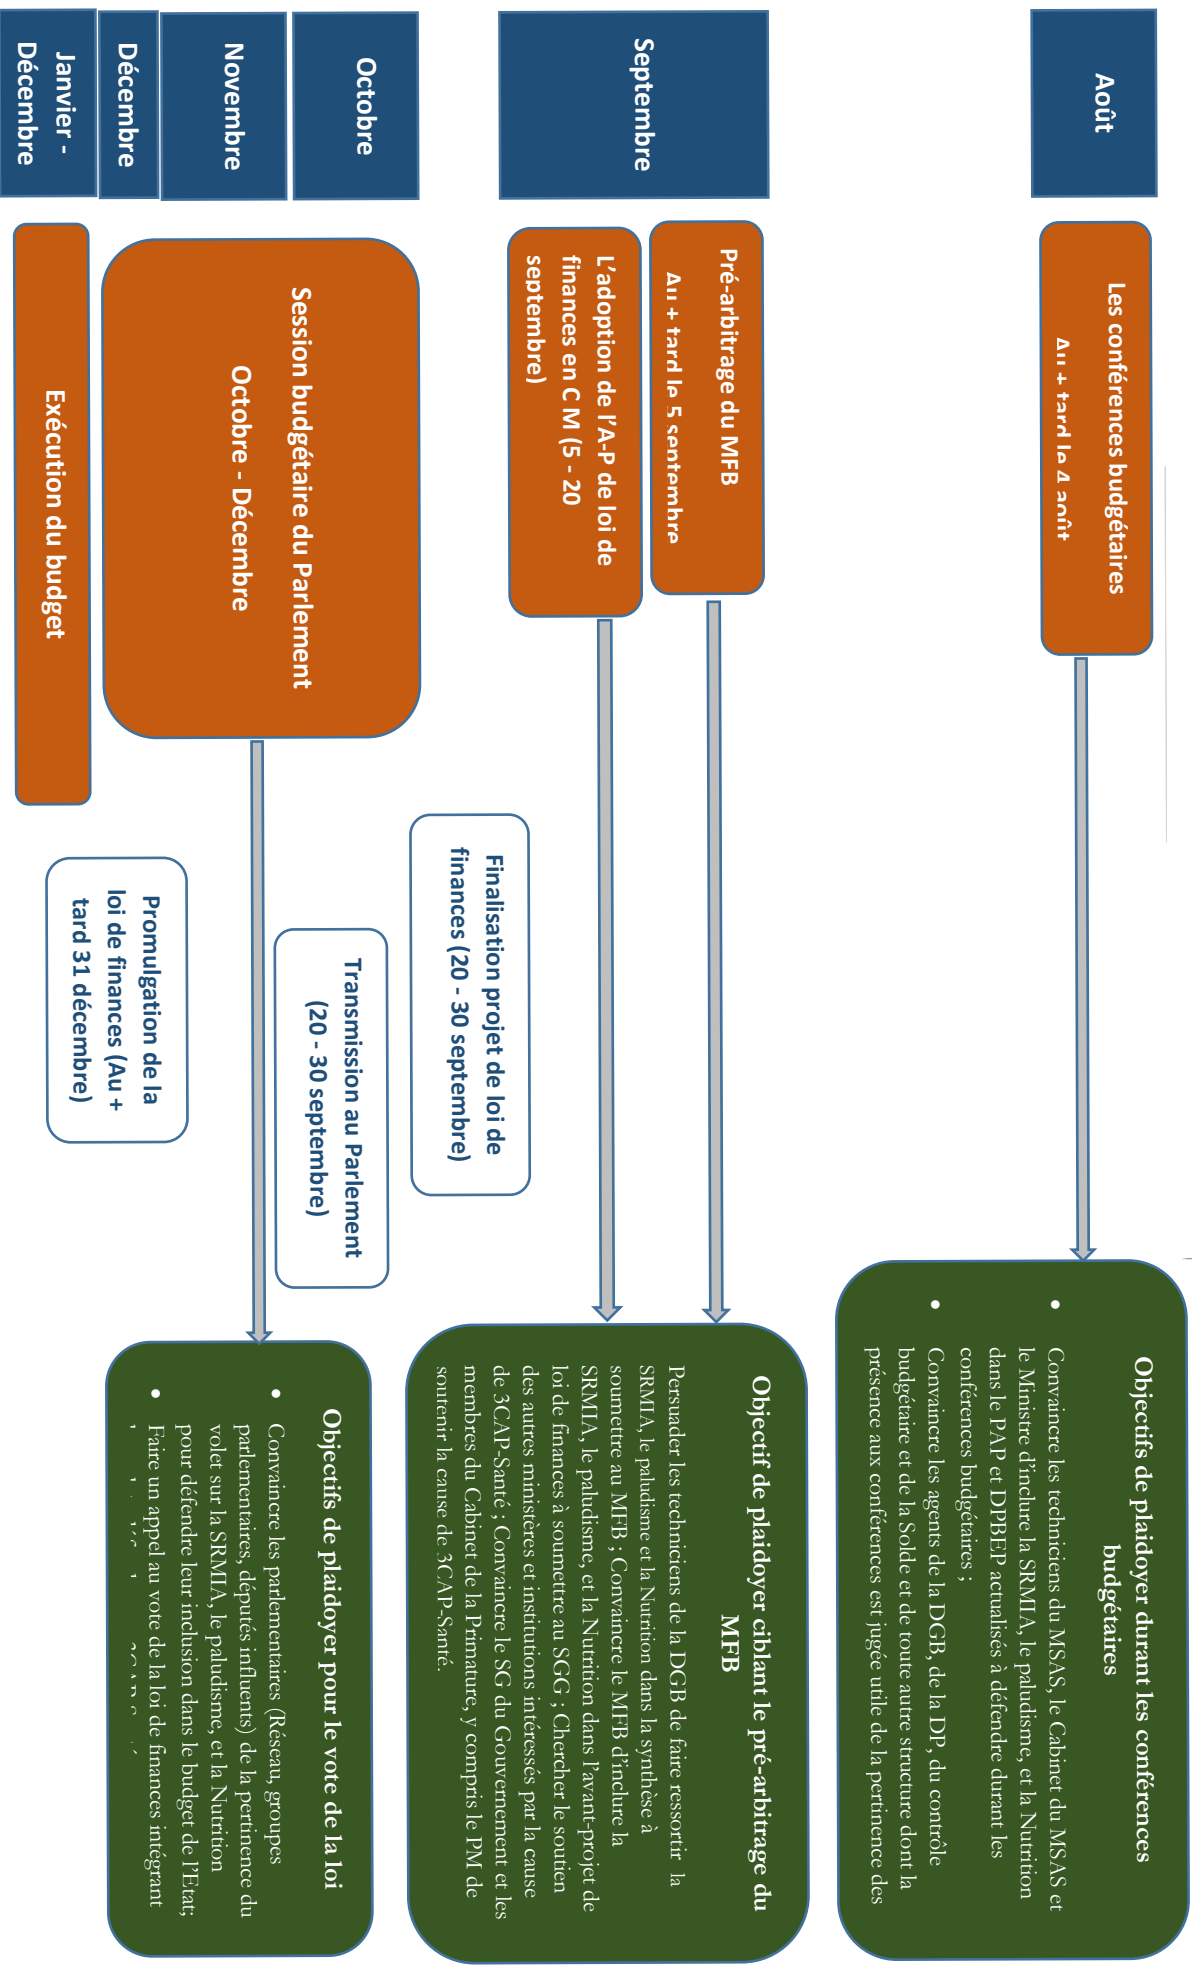 Août
Les conférences budgétaires
Au + tard le 4 août
Objectifs de plaidoyer durant les conférences
budgétaires
• Convaincre les techniciens du MSAS, le Cabinet du MSAS et
le Ministre d'inclure la SRMIA, le paludisme, et la Nutrition
dans le PAP et DPBEP actualisés à défendre durant les
conférences budgétaires ;
• Convaincre les agents de la DGB, de la DP, du contrôle
budgétaire et de la Solde et de toute autre structure dont la
présence aux conférences est jugée utile de la pertinence des
Septembre
Pré-arbitrage du MFB
Au + tard le 5 septembre
L'adoption de l'A-P de loi de
finances en C M (5 - 20
septembre)
Objectif de plaidoyer ciblant le pré-arbitrage du
MFB
Persuader les techniciens de la DGB de faire ressortir la
SRMIA, le paludisme et la Nutrition dans la synthèse à
soumettre au MFB ; Convaincre le MFB d'inclure la
SRMIA, le paludisme, et la Nutrition dans l'avant-projet de
loi de finances à soumettre au SGG ; Chercher le soutien
des autres ministères et institutions intéressés par la cause
de 3CAP-Santé ; Convaincre le SG du Gouvernement et les
membres du Cabinet de la Primature, y compris le PM de
soutenir la cause de 3CAP-Santé.
Finalisation projet de loi de
finances (20 - 30 septembre)
Octobre
Novembre
Décembre
Session budgétaire du Parlement
Octobre - Décembre
Transmission au Parlement
(20 - 30 septembre)
Objectifs de plaidoyer pour le vote de la loi
• Convaincre les parlementaires (Réseau, groupes
parlementaires, députés influents) de la pertinence du
volet sur la SRMIA, le paludisme, et la Nutrition
pour défendre leur inclusion dans le budget de l'Etat;
• Faire un appel au vote de la loi de finances intégrant
Promulgation de la
loi de finances (Au +
tard 31 décembre)
Janvier -
Décembre
Exécution du budget